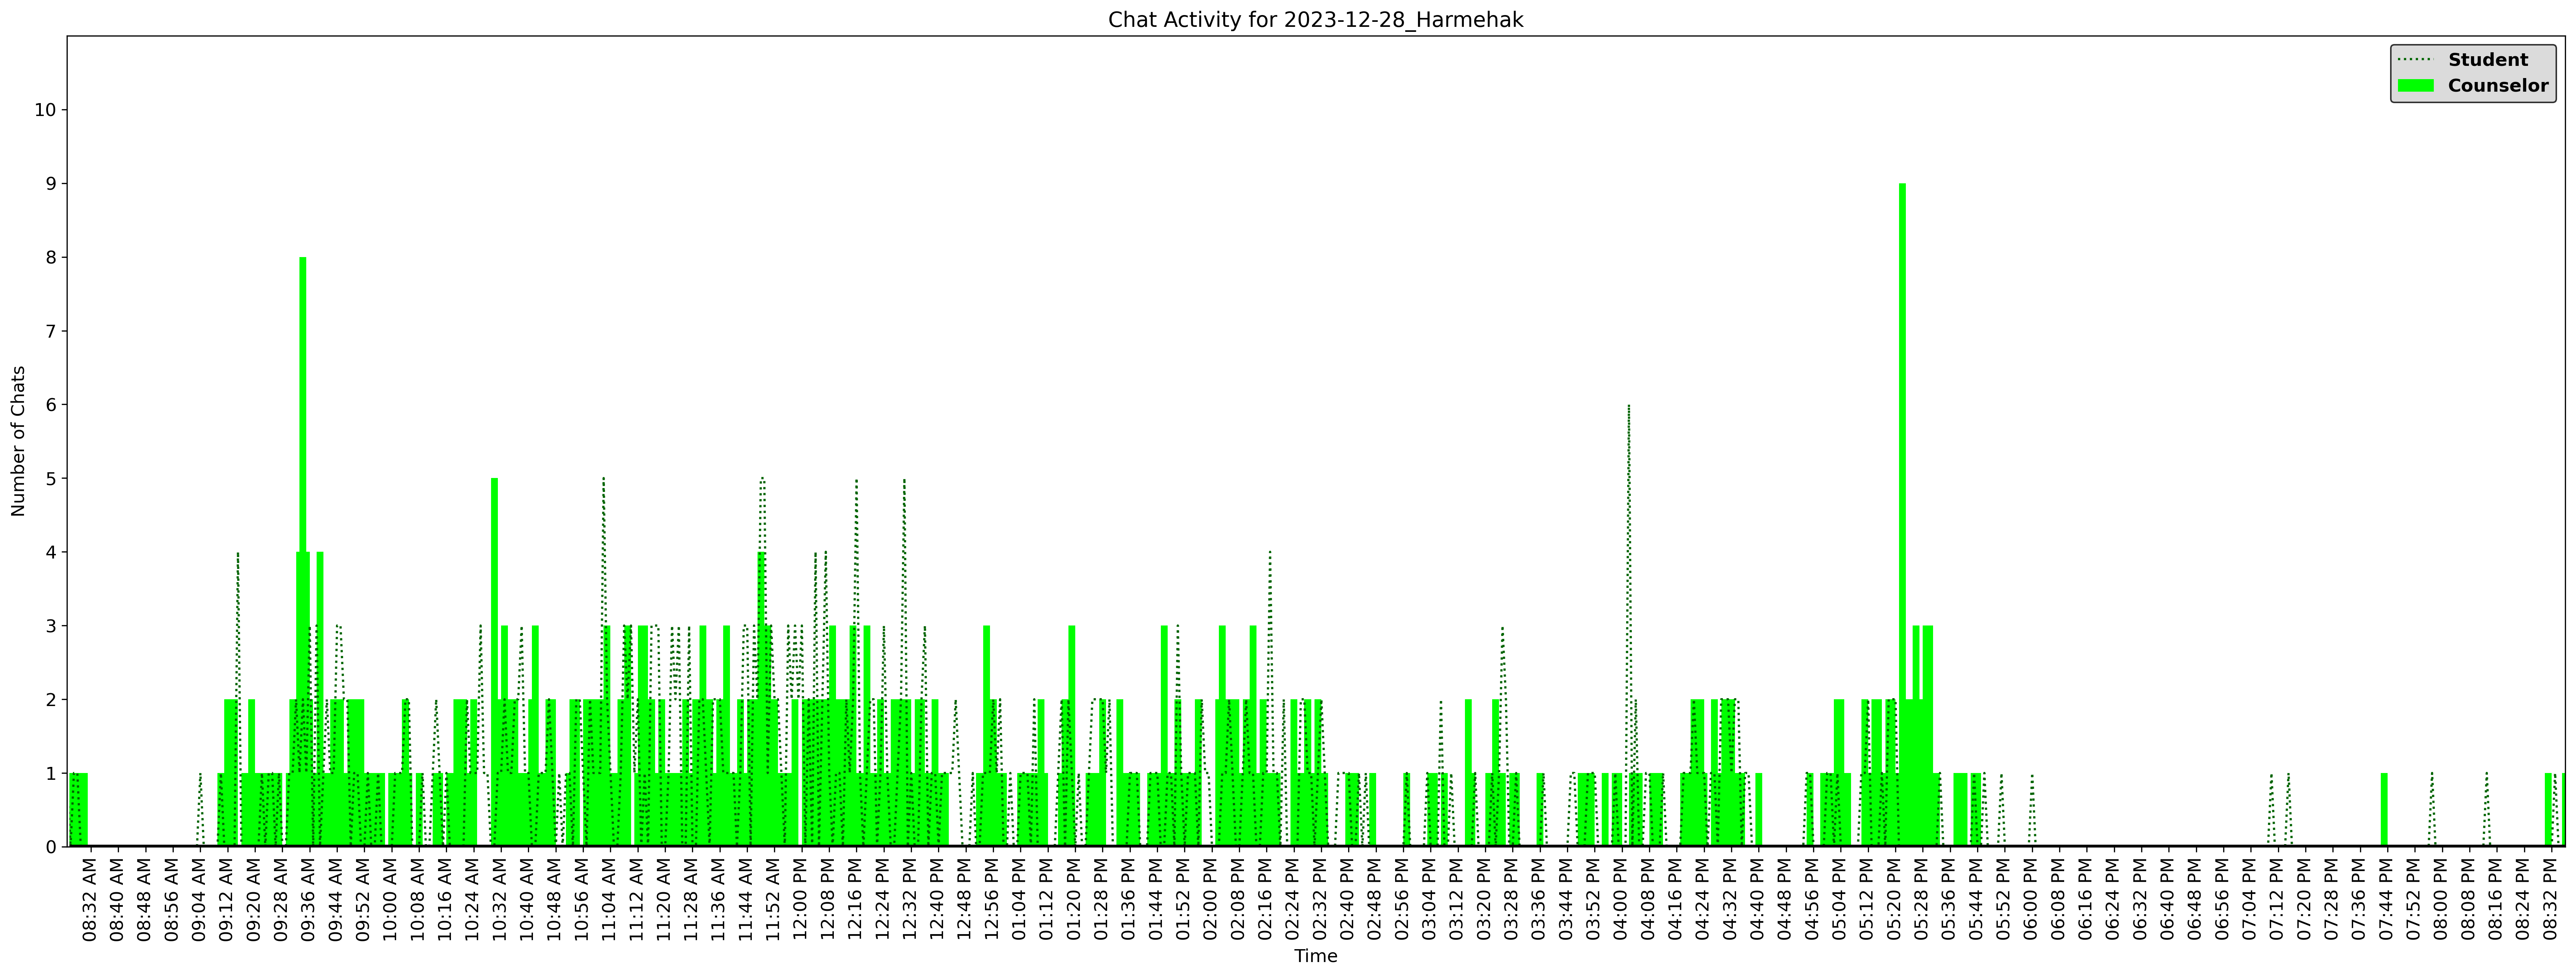 Chat Activity for 2023-12-28_Harmehak
Student
Counselor
Number of Chats
10
9
8
7
6
5
4
3
2
1
0
08:32 AM
08:40 AM
08:48 AM
08:56 AM
09:04 AM
09:12 AM
09:20 AM
09:28 AM
09:36 AM
09:44 AM
09:52 AM
10:00 AM
10:08 AM
10:16 AM
10:24 AM
10:32 AM
10:40 AM
10:48 AM
10:56 AM
11:04 AM
11:12 AM
11:20 AM
11:28 AM
11:36 AM
11:44 AM
11:52 AM
12:00 PM
12:08 PM
12:16 PM
12:24 PM
12:32 PM
12:40 PM
12:48 PM
12:56 PM
01:04 PM
01:12 PM
01:20 PM
01:28 PM
01:36 PM
01:44 PM
01:52 PM
02:00 PM
02:08 PM
02:16 PM
02:24 PM
02:32 PM
02:40 PM
02:48 PM
02:56 PM
03:04 PM
03:12 PM
03:20 PM
03:28 PM
03:36 PM
03:44 PM
03:52 PM
04:00 PM
04:08 PM
04:16 PM
04:24 PM
04:32 PM
04:40 PM
04:48 PM
04:56 PM
05:04 PM
05:12 PM
05:20 PM
05:28 PM
05:36 PM
05:44 PM
05:52 PM
06:00 PM
06:08 PM
06:16 PM
06:24 PM
06:32 PM
06:40 PM
06:48 PM
06:56 PM
07:04 PM
07:12 PM
07:20 PM
07:28 PM
07:36 PM
07:44 PM
07:52 PM
08:00 PM
08:08 PM
08:16 PM
08:24 PM
08:32 PM
Time